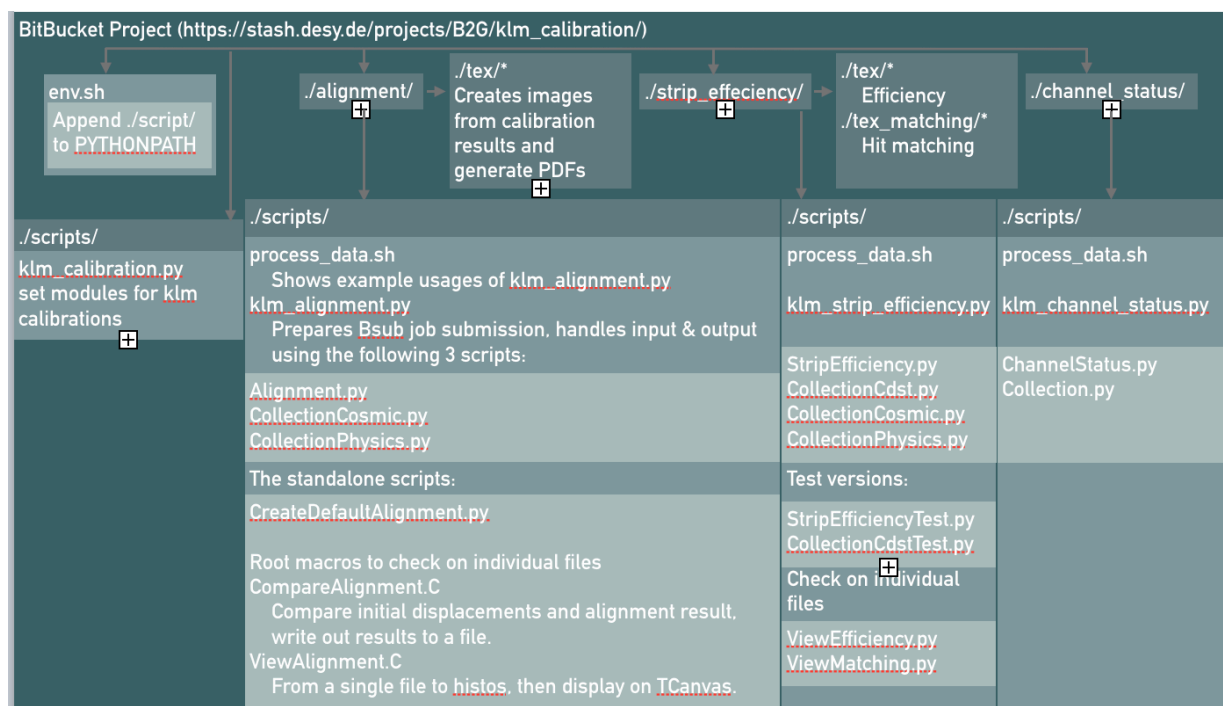 BitBucket Project (https://stash.desy.de/projects/B2G/klm_calibration/)
env.sh
Append ./script/
to PYTHONPATH
./alignment/
./tex/*
Creates images
from calibration
results and
generate PDFs
./strip_effeciency/
./tex/*
Efficiency
./tex_matching/*
Hit matching
./channel_status/
./scripts/
klm_calibration.py
set modules for klm
calibrations
./scripts/
process_data.sh
Shows example usages of klm_alignment.py
klm_alignment.py
Prepares Bsub job submission, handles input & output
using the following 3 scripts:
Alignment.py
CollectionCosmic.py
CollectionPhysics.py
The standalone scripts:
CreateDefaultAlignment.py
Root macros to check on individual files
CompareAlignment.C
Compare initial displacements and alignment result,
write out results to a file.
ViewAlignment.C
From a single file to histos, then display on TCanvas.
./scripts/
process_data.sh
klm_strip_efficiency.py
StripEfficiency.py
CollectionCdst.py
CollectionCosmic.py
CollectionPhysics.py
Test versions:
StripEfficiencyTest.py
CollectionCdstTest.py
Check on individual
files
ViewEfficiency.py
ViewMatching.py
./scripts/
process_data.sh
klm_channel_status.py
ChannelStatus.py
Collection.py